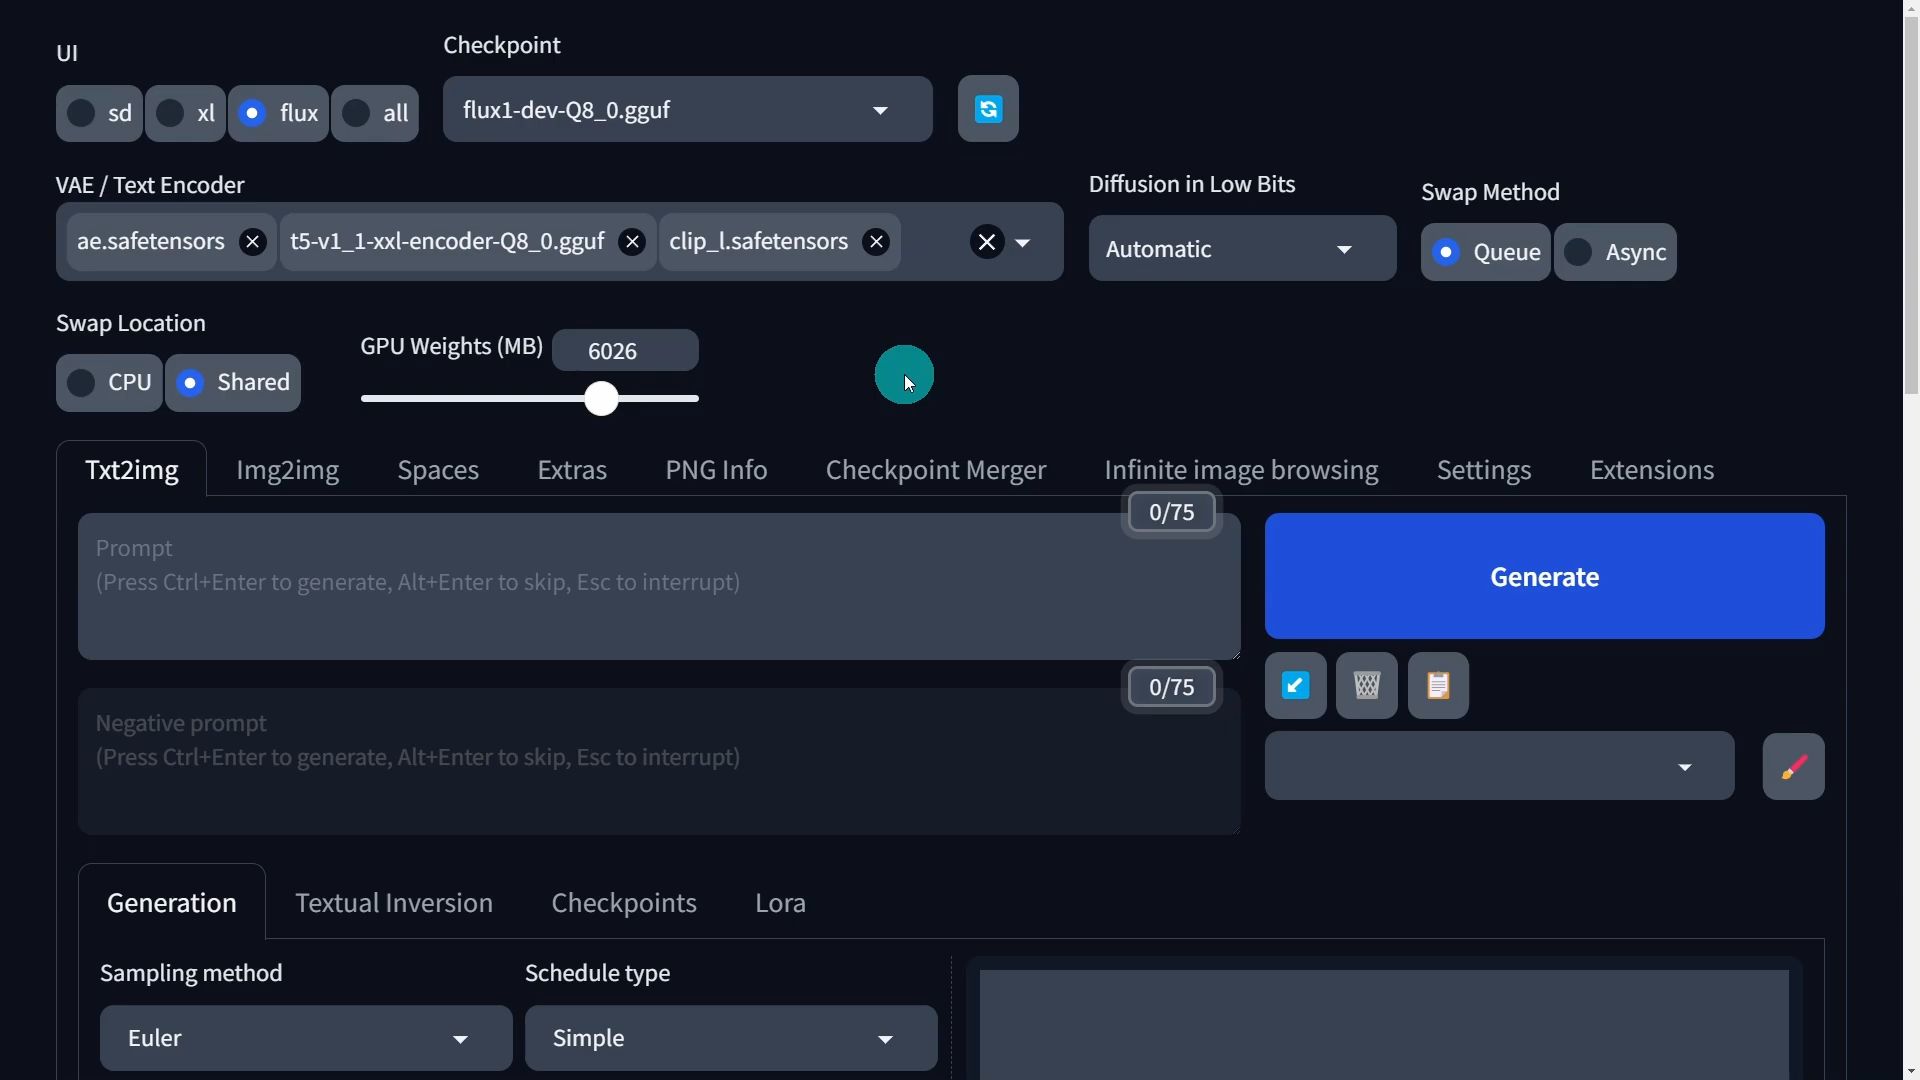 UI
Checkpoint
sd xl flux all
flux1-dev-Q8_0.gguf
VAE / Text Encoder
Diffusion in Low Bits
Swap Method
ae.safetensors t5-v1_1-xxl-encoder-Q8_0.gguf clip_l.safetensors
Automatic
Queue Async
Swap Location
GPU Weights (MB) 6026
CPU Shared
Txt2img Img2img Spaces Extras PNG Info Checkpoint Merger Infinite image browsing Settings Extensions
0/75
Prompt
(Press Ctrl+Enter to generate, Alt+Enter to skip, Esc to interrupt)
Generate
0/75
Negative prompt
(Press Ctrl+Enter to generate, Alt+Enter to skip, Esc to interrupt)
Generation Textual Inversion Checkpoints Lora
Sampling method
Schedule type
Euler
Simple